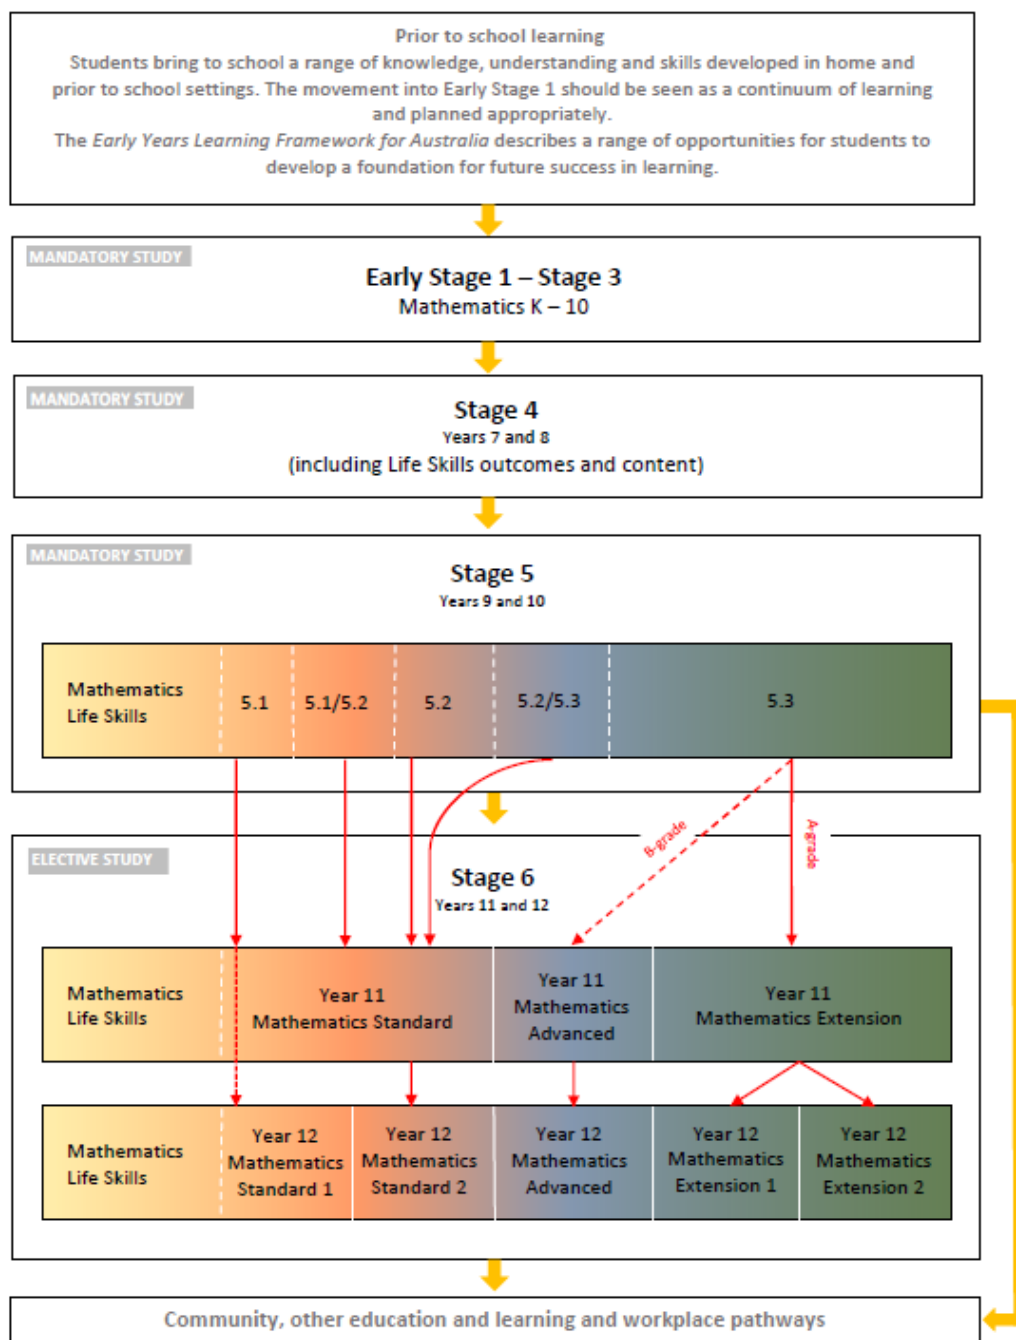 Prior to school learning
Students bring to school a range of knowledge, understanding and skills developed in home and
prior to school settings. The movement into Early Stage 1 should be seen as a continuum of learning
and planned appropriately.
The Early Years Learning Framework for Australia describes a range of opportunities for students to
develop a foundation for future success in learning.
MANDATORY STUDY
Early Stage 1 – Stage 3
Mathematics K – 10
MANDATORY STUDY
Stage 4
Years 7 and 8
(including Life Skills outcomes and content)
MANDATORY STUDY
Stage 5
Years 9 and 10
Mathematics
Life Skills
5.1
5.1/5.2
5.2
5.2/5.3
5.3
B-grade
A-grade
ELECTIVE STUDY
Stage 6
Years 11 and 12
Mathematics
Life Skills
Year 11
Mathematics Standard
Year 11
Mathematics
Advanced
Year 11
Mathematics Extension
Mathematics
Life Skills
Year 12
Mathematics
Standard 1
Year 12
Mathematics
Standard 2
Year 12
Mathematics
Advanced
Year 12
Mathematics
Extension 1
Year 12
Mathematics
Extension 2
Community, other education and learning and workplace pathways